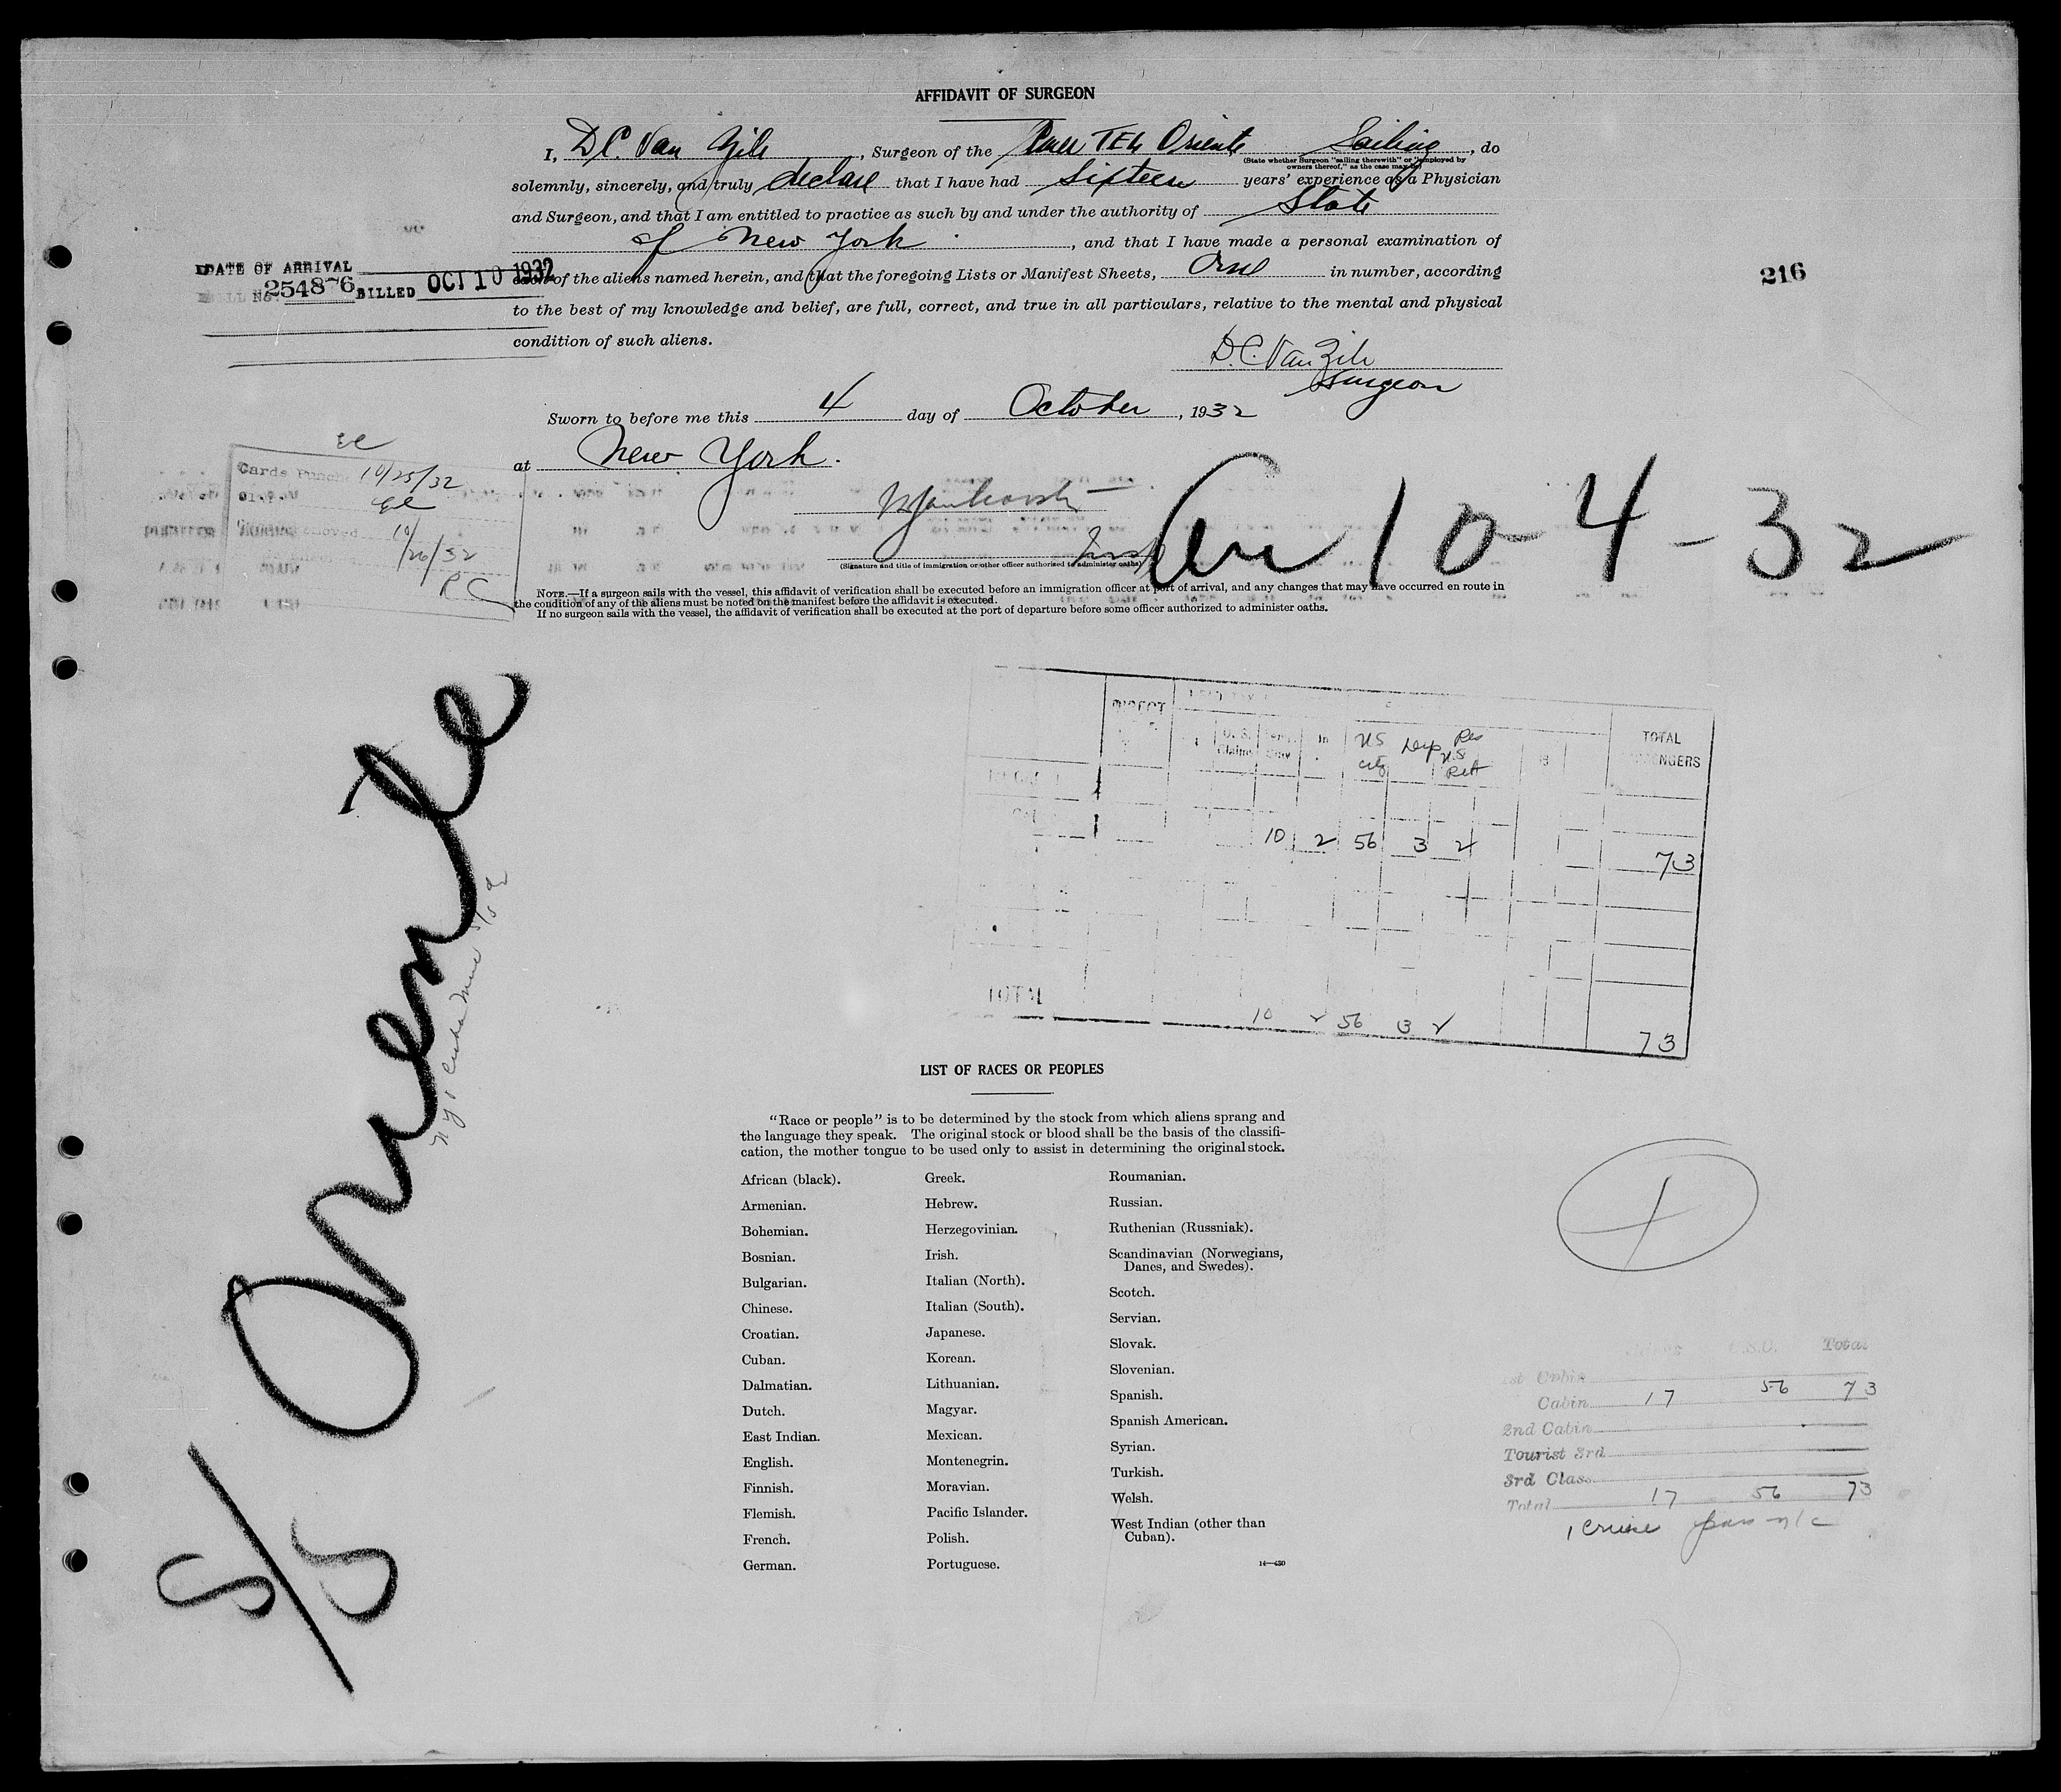 AFFIDAVIT OF SURGEON
I, D.C. Van Zile, Surgeon of the Oriente Sailing, do
(State whether Surgeon "sailing therewith" or "employed by
owners thereof," as the case may be)
solemnly, sincerely, and truly declare that I have had Sixteen years' experience as a Physician
and Surgeon, and that I am entitled to practice as such by and under the authority of State
of New York, and that I have made a personal examination of
DATE OF ARRIVAL
each of the aliens named herein, and that the foregoing Lists or Manifest Sheets, One in number, according
254876 BILLED OCT 10 1932
216
to the best of my knowledge and belief, are full, correct, and true in all particulars, relative to the mental and physical
condition of such aliens.
D.C. Van Zile
Surgeon
Sworn to before me this 4 day of October, 1932
at New York.
Cards Punch 10/25/32
10/26/32
P C
Arr 10-4-32
(Signature and title of immigration or other officer authorized to administer oaths)
NOTE.—If a surgeon sails with the vessel, this affidavit of verification shall be executed before an immigration officer at port of arrival, and any changes that may have occurred en route in
the condition of any of the aliens must be noted on the manifest before the affidavit is executed.
If no surgeon sails with the vessel, the affidavit of verification shall be executed at the port of departure before some officer authorized to administer oaths.
S/S Oriente
TOTAL
U.S.
US
10 2 56 3 2 73
TOTAL 10 2 56 3 2 73
LIST OF RACES OR PEOPLES
"Race or people" is to be determined by the stock from which aliens sprang and
the language they speak. The original stock or blood shall be the basis of the classifi-
cation, the mother tongue to be used only to assist in determining the original stock.
African (black).
Armenian.
Bohemian.
Bosnian.
Bulgarian.
Chinese.
Croatian.
Cuban.
Dalmatian.
Dutch.
East Indian.
English.
Finnish.
Flemish.
French.
German.
Greek.
Hebrew.
Herzegovinian.
Irish.
Italian (North).
Italian (South).
Japanese.
Korean.
Lithuanian.
Magyar.
Mexican.
Montenegrin.
Moravian.
Pacific Islander.
Polish.
Portuguese.
Roumanian.
Russian.
Ruthenian (Russniak).
Scandinavian (Norwegians,
Danes, and Swedes).
Scotch.
Servian.
Slovak.
Slovenian.
Spanish.
Spanish American.
Syrian.
Turkish.
Welsh.
West Indian (other than
Cuban).
14—430
Total
1st Cabin
Cabin 17 56 73
2nd Cabin
Tourist 3rd
3rd Class
Total 17 56 73
1 cruise